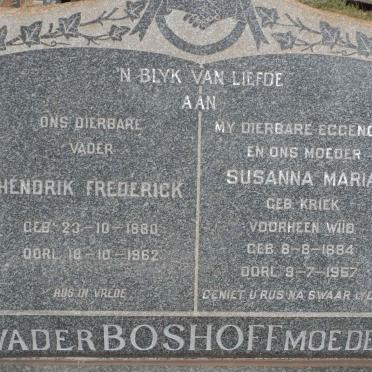 'N BLYK VAN LIEFDE
AAN
ONS DIERBARE
VADER
HENDRIK FREDERICK
GEB. 23-10-1880
OORL. 18-10-1962
RUS IN VREDE
MY DIERBARE EGGENO
EN ONS MOEDER
SUSANNA MARIA
GEB KRIEK
VOORHEEN WIID
GEB 8-8-1884
OORL. 9-7-1957
GENIET U RUS NA SWAAR
VADER BOSHOFF MOEDE